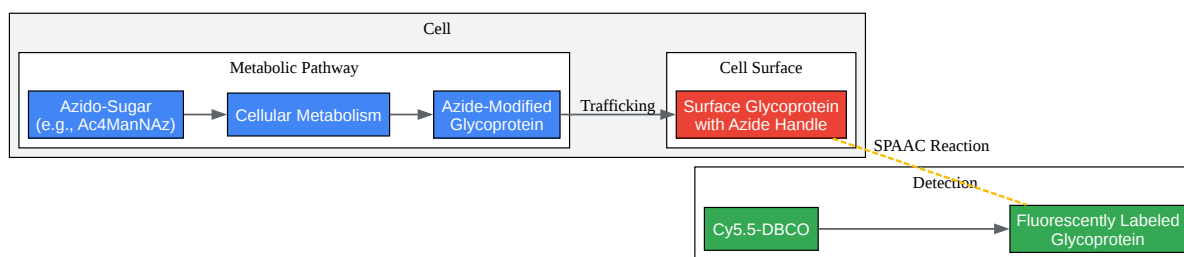 Cell
Metabolic Pathway
Cell Surface
Azido-Sugar
(e.g., Ac4ManNAz)
Cellular Metabolism
Azide-Modified
Glycoprotein
Trafficking
Surface Glycoprotein
with Azide Handle
SPAAC Reaction
Detection
Cy5.5-DBCO
Fluorescently Labeled
Glycoprotein